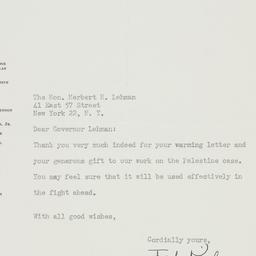 The Hon. Herbert H. Lehman
41 East 57 Street
New York 22, N. Y.
Dear Governor Lehman:
Thank you very much indeed for your warming letter and
your generous gift to our work on the Palestine case.
You may feel sure that it will be used effectively in
the fight ahead.
With all good wishes,
Cordially yours,